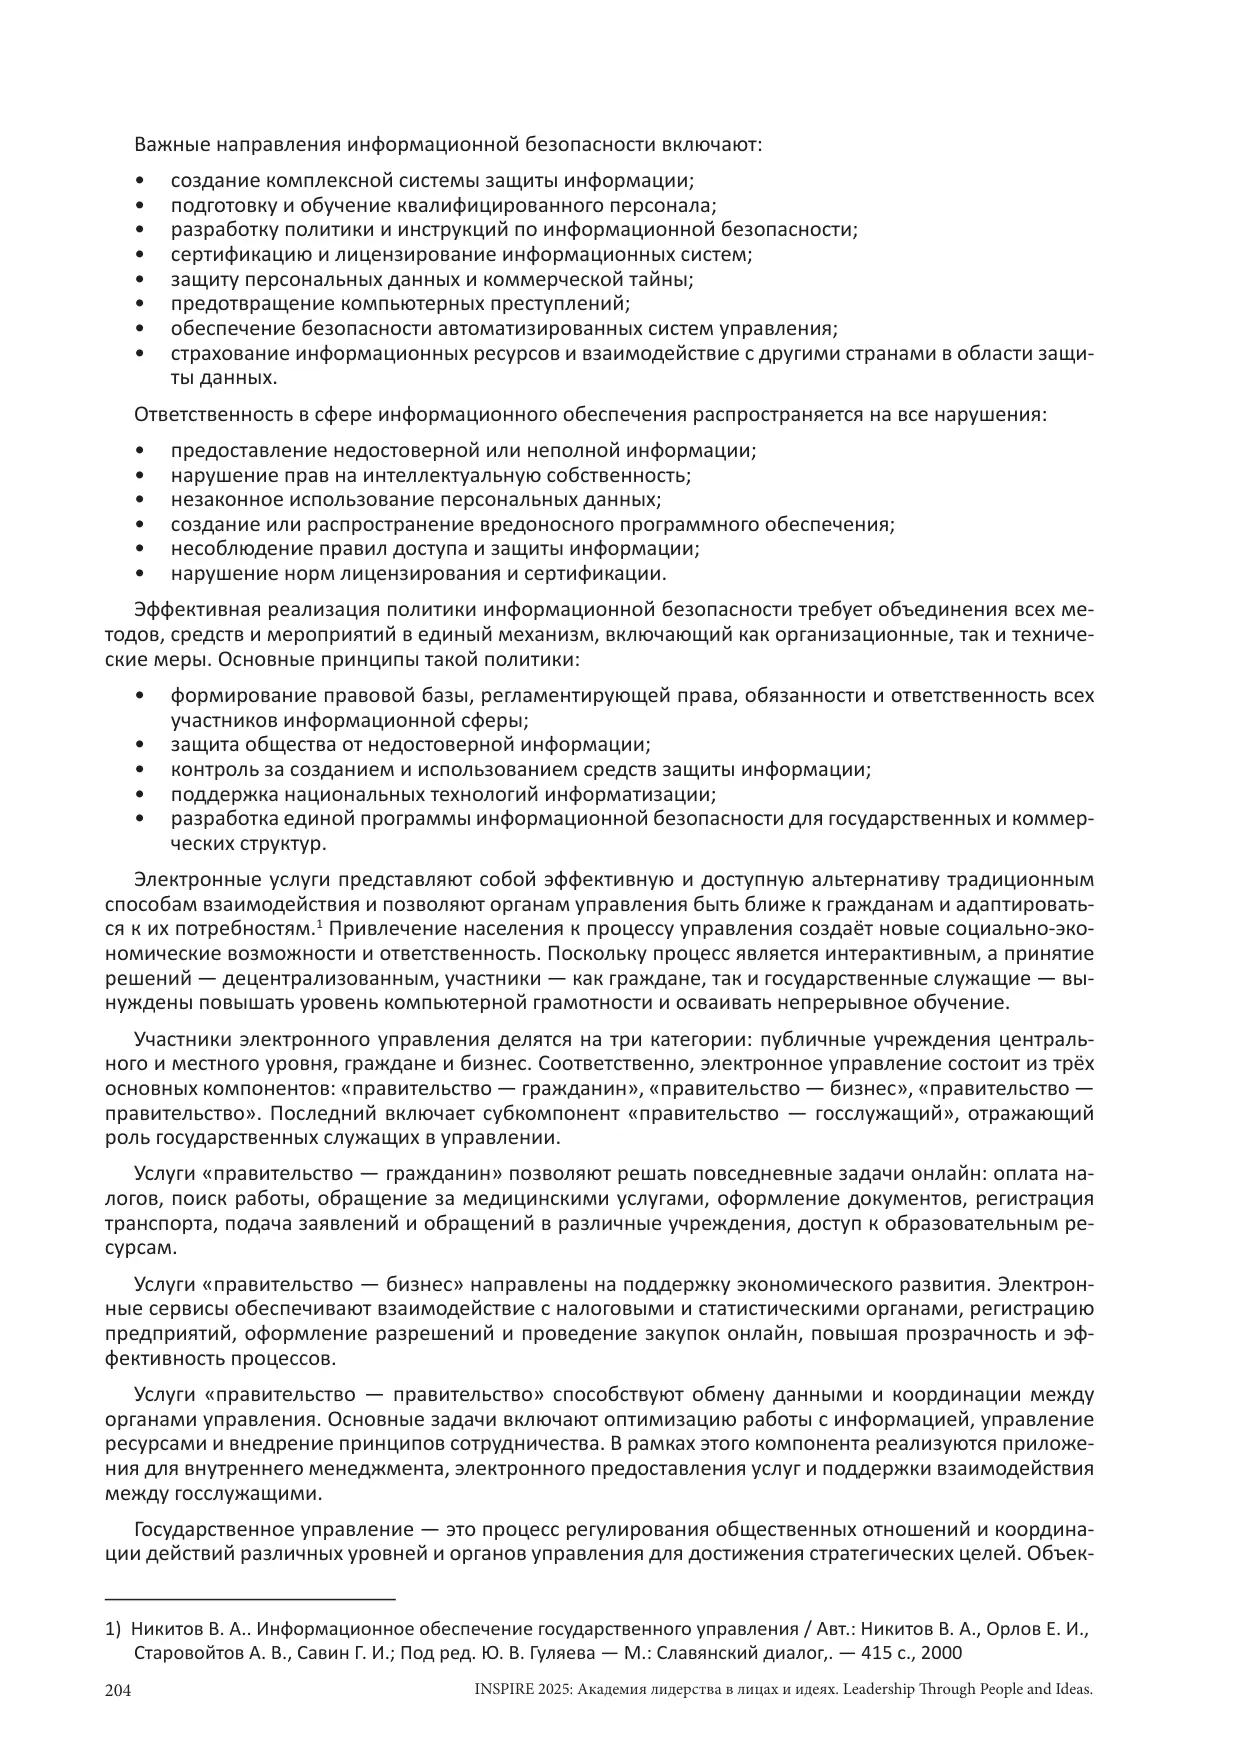 Важные направления информационной безопасности включают:
• создание комплексной системы защиты информации;
• подготовку и обучение квалифицированного персонала;
• разработку политики и инструкций по информационной безопасности;
• сертификацию и лицензирование информационных систем;
• защиту персональных данных и коммерческой тайны;
• предотвращение компьютерных преступлений;
• обеспечение безопасности автоматизированных систем управления;
• страхование информационных ресурсов и взаимодействие с другими странами в области защи-
ты данных.
Ответственность в сфере информационного обеспечения распространяется на все нарушения:
• предоставление недостоверной или неполной информации;
• нарушение прав на интеллектуальную собственность;
• незаконное использование персональных данных;
• создание или распространение вредоносного программного обеспечения;
• несоблюдение правил доступа и защиты информации;
• нарушение норм лицензирования и сертификации.
Эффективная реализация политики информационной безопасности требует объединения всех ме-
тодов, средств и мероприятий в единый механизм, включающий как организационные, так и техниче-
ские меры. Основные принципы такой политики:
• формирование правовой базы, регламентирующей права, обязанности и ответственность всех
участников информационной сферы;
• защита общества от недостоверной информации;
• контроль за созданием и использованием средств защиты информации;
• поддержка национальных технологий информатизации;
• разработка единой программы информационной безопасности для государственных и коммер-
ческих структур.
Электронные услуги представляют собой эффективную и доступную альтернативу традиционным
способам взаимодействия и позволяют органам управления быть ближе к гражданам и адаптировать-
ся к их потребностям.¹ Привлечение населения к процессу управления создаёт новые социально-эко-
номические возможности и ответственность. Поскольку процесс является интерактивным, а принятие
решений — децентрализованным, участники — как граждане, так и государственные служащие — вы-
нуждены повышать уровень компьютерной грамотности и осваивать непрерывное обучение.
Участники электронного управления делятся на три категории: публичные учреждения централь-
ного и местного уровня, граждане и бизнес. Соответственно, электронное управление состоит из трёх
основных компонентов: «правительство — гражданин», «правительство — бизнес», «правительство —
правительство». Последний включает субкомпонент «правительство — госслужащий», отражающий
роль государственных служащих в управлении.
Услуги «правительство — гражданин» позволяют решать повседневные задачи онлайн: оплата на-
логов, поиск работы, обращение за медицинскими услугами, оформление документов, регистрация
транспорта, подача заявлений и обращений в различные учреждения, доступ к образовательным ре-
сурсам.
Услуги «правительство — бизнес» направлены на поддержку экономического развития. Электрон-
ные сервисы обеспечивают взаимодействие с налоговыми и статистическими органами, регистрацию
предприятий, оформление разрешений и проведение закупок онлайн, повышая прозрачность и эф-
фективность процессов.
Услуги «правительство — правительство» способствуют обмену данными и координации между
органами управления. Основные задачи включают оптимизацию работы с информацией, управление
ресурсами и внедрение принципов сотрудничества. В рамках этого компонента реализуются приложе-
ния для внутреннего менеджмента, электронного предоставления услуг и поддержки взаимодействия
между госслужащими.
Государственное управление — это процесс регулирования общественных отношений и координа-
ции действий различных уровней и органов управления для достижения стратегических целей. Объек-
1) Никитов В. А.. Информационное обеспечение государственного управления / Авт.: Никитов В. А., Орлов Е. И.,
Старовойтов А. В., Савин Г. И.; Под ред. Ю. В. Гуляева — М.: Славянский диалог,. — 415 с., 2000
204 INSPIRE 2025: Академия лидерства в лицах и идеях. Leadership Through People and Ideas.